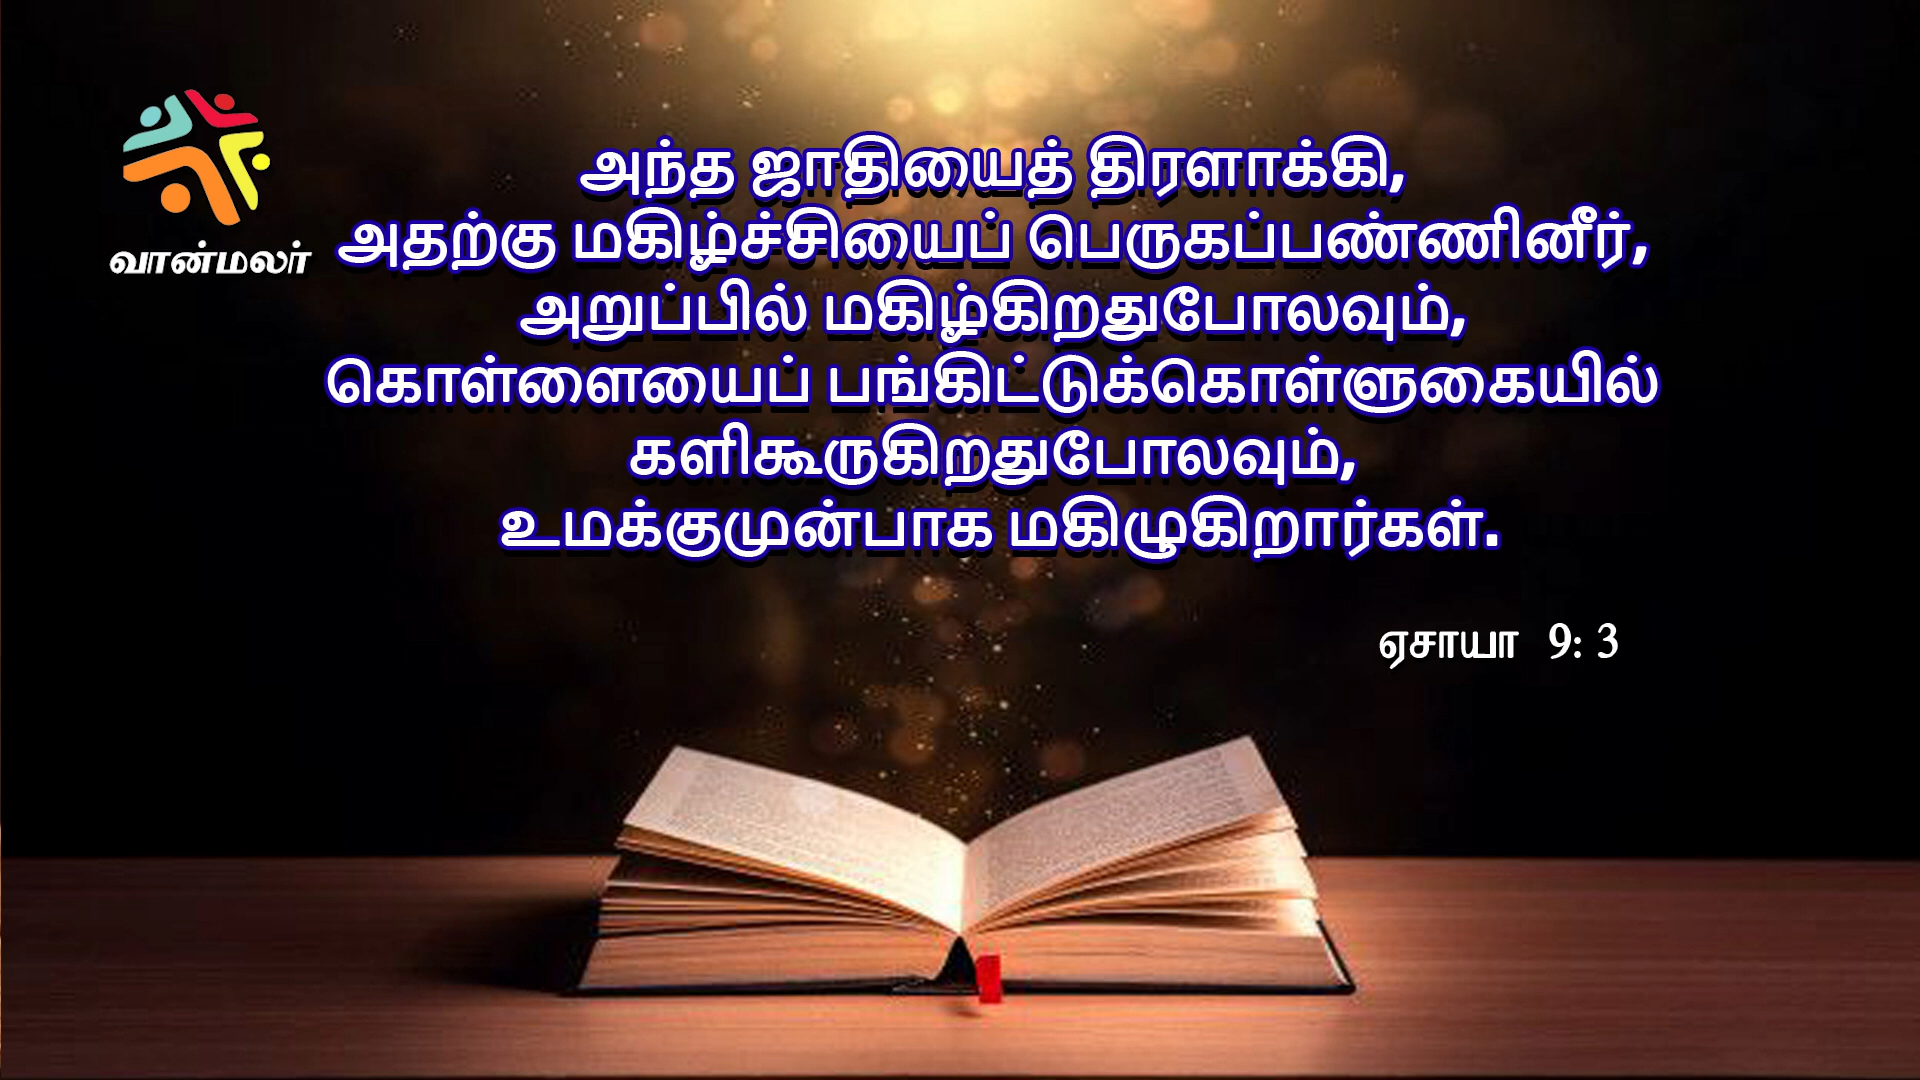 வான்மலர்
அந்த ஜாதியைத் திரளாக்கி,
அதற்கு மகிழ்ச்சியைப் பெருகப்பண்ணினீர்,
அறுப்பில் மகிழ்கிறதுபோலவும்,
கொள்ளையைப் பங்கிட்டுக்கொள்ளுகையில்
களிகூருகிறதுபோலவும்,
உமக்குமுன்பாக மகிழுகிறார்கள்.
ஏசாயா 9: 3